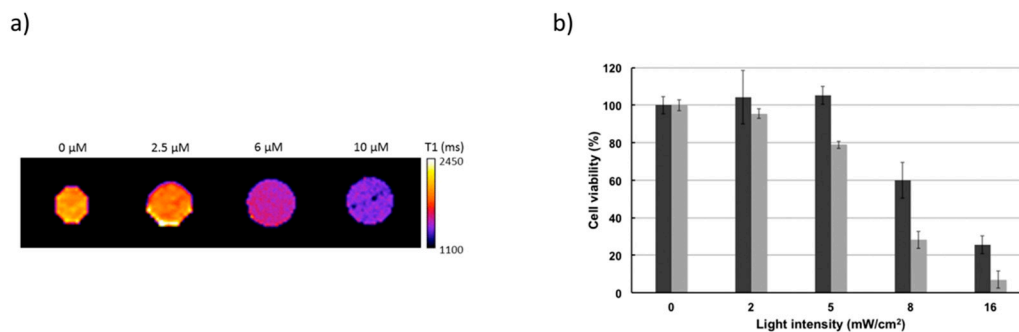 a)
0 µM 2.5 µM 6 µM 10 µM T1 (ms)
2450
1100
b)
120
100
80
60
40
20
0
Cell viability (%)
0 2 5 8 16
Light intensity (mW/cm²)